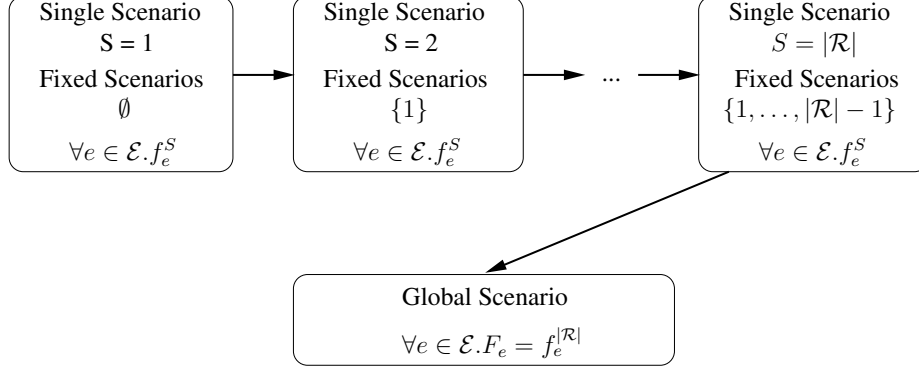 Single Scenario
S = 1
Fixed Scenarios
∅
∀e ∈ ℰ.f_e^S
Single Scenario
S = 2
Fixed Scenarios
{1}
∀e ∈ ℰ.f_e^S
...
Single Scenario
S = |ℛ|
Fixed Scenarios
{1, . . . , |ℛ| − 1}
∀e ∈ ℰ.f_e^S
Global Scenario
∀e ∈ ℰ.F_e = f_e^{|ℛ|}